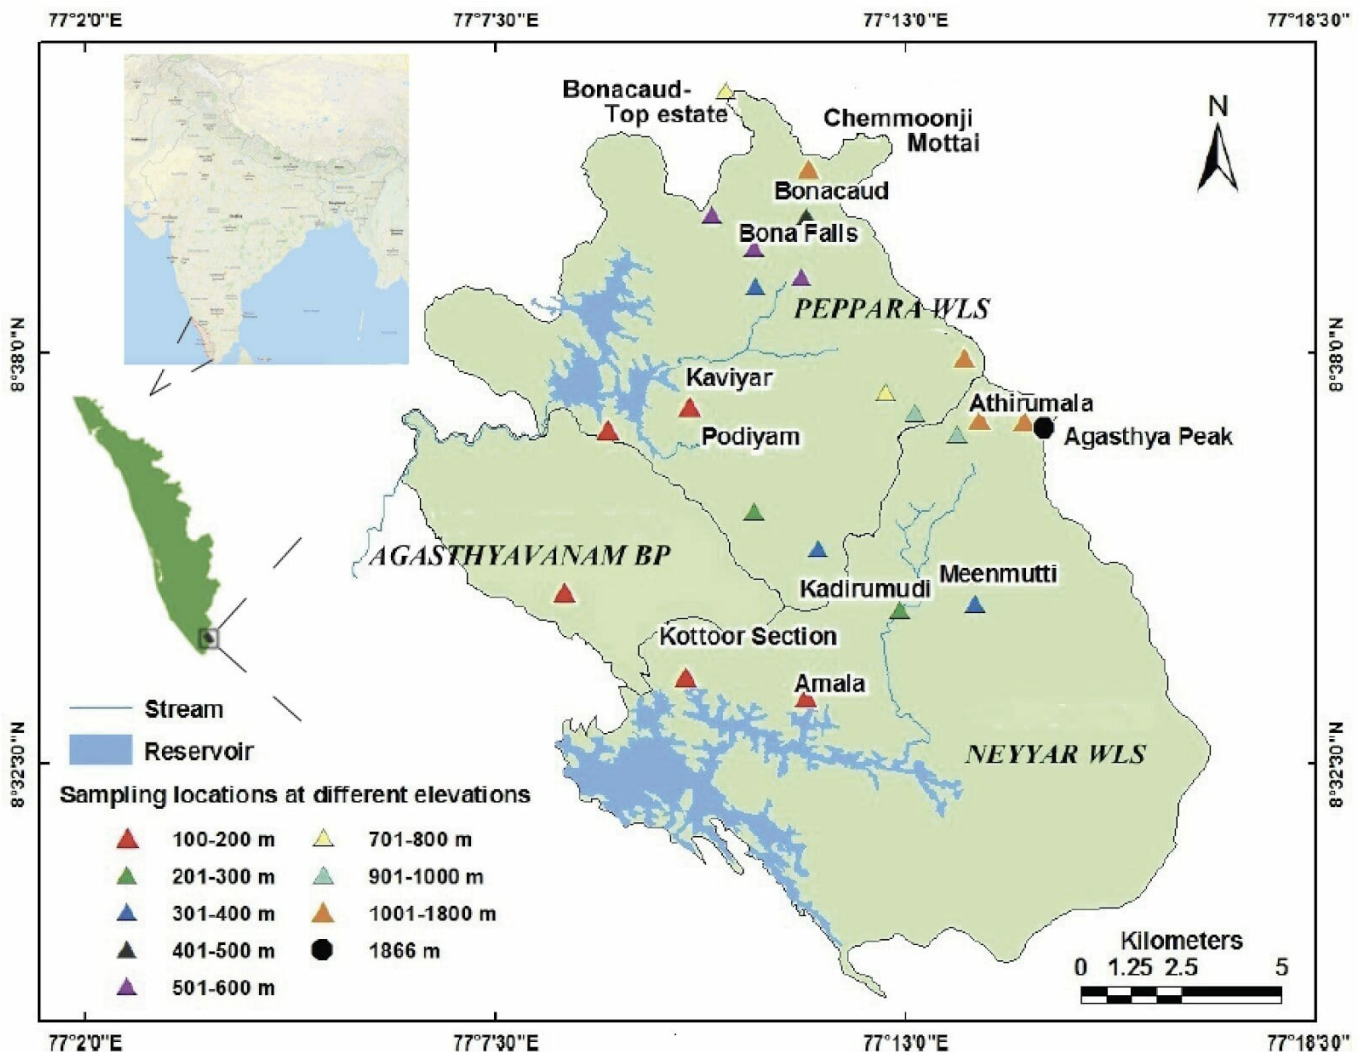 77°2'0"E
77°7'30"E
77°13'0"E
77°18'30"E
N
Bonacaud-
Top estate
Chemmoonji
Mottai
Bonacaud
Bona Falls
PEPPARA WLS
India
8°38'0"N
8°38'0"N
Kaviyar
Podiyam
Athirumala
Agasthya Peak
AGASTHYAVANAM BP
Kadirumudi
Meenmutti
Kottoor Section
Amala
NEYYAR WLS
8°32'30"N
8°32'30"N
Stream
Reservoir
Sampling locations at different elevations
100-200 m
201-300 m
301-400 m
401-500 m
501-600 m
701-800 m
901-1000 m
1001-1800 m
1866 m
Kilometers
0 1.25 2.5 5
77°2'0"E
77°7'30"E
77°13'0"E
77°18'30"E